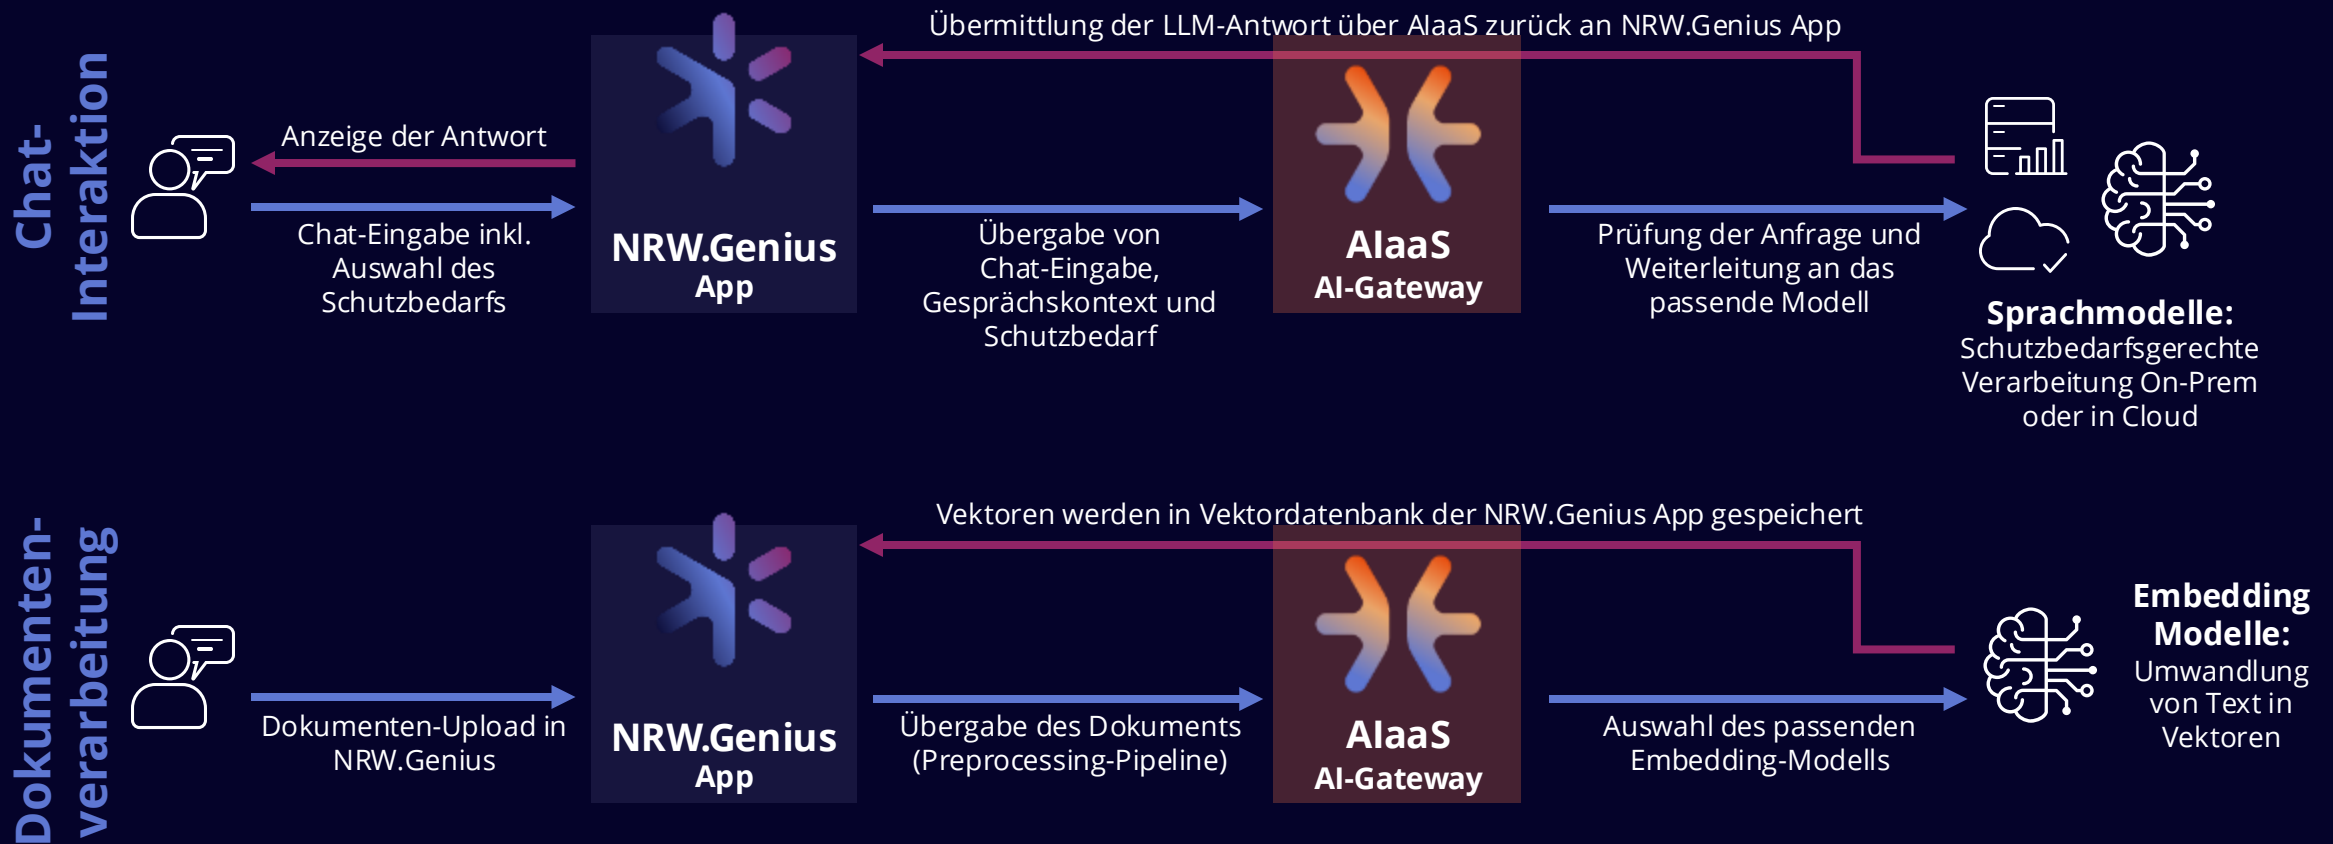 Chat-
Interaktion
Übermittlung der LLM-Antwort über AIaaS zurück an NRW.Genius App
Anzeige der Antwort
Chat-Eingabe inkl.
Auswahl des
Schutzbedarfs
NRW.Genius
App
Übergabe von
Chat-Eingabe,
Gesprächskontext und
Schutzbedarf
AIaaS
AI-Gateway
Prüfung der Anfrage und
Weiterleitung an das
passende Modell
Sprachmodelle:
Schutzbedarfsgerechte
Verarbeitung On-Prem
oder in Cloud
Dokumenten-
verarbeitung
Vektoren werden in Vektordatenbank der NRW.Genius App gespeichert
Dokumenten-Upload in
NRW.Genius
NRW.Genius
App
Übergabe des Dokuments
(Preprocessing-Pipeline)
AIaaS
AI-Gateway
Auswahl des passenden
Embedding-Modells
Embedding
Modelle:
Umwandlung
von Text in
Vektoren